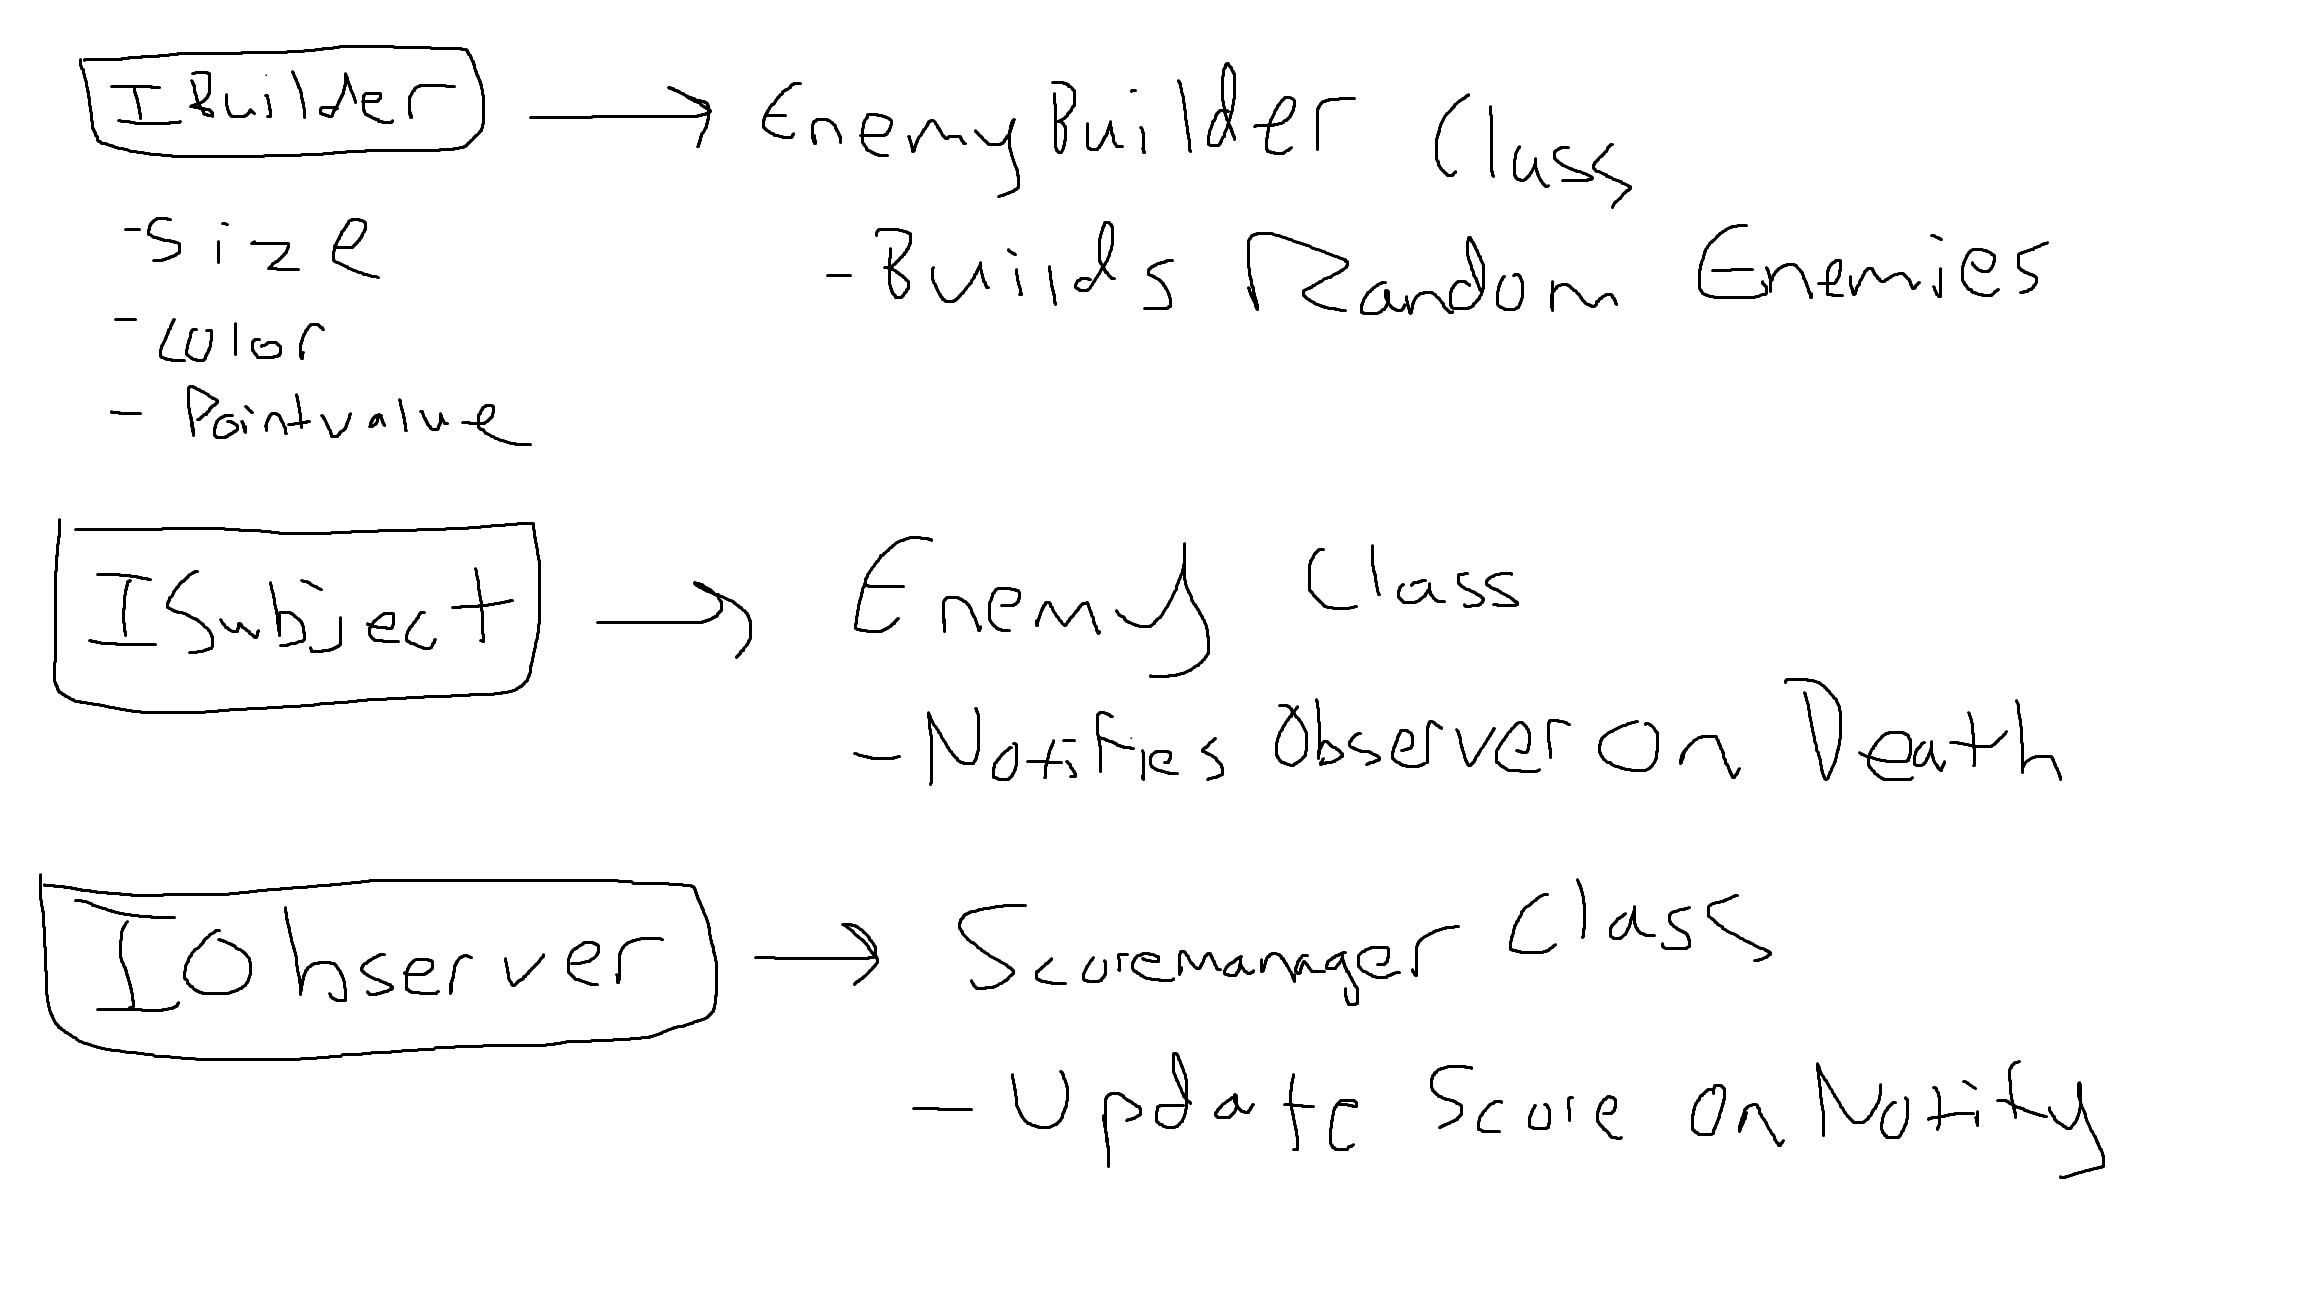 IBuilder → EnemyBuilder Class
- Size
- Color
- Pointvalue
- Builds Random Enemies
ISubject → Enemy Class
- Notifies Observer on Death
IObserver → Scoremanager Class
- Update Score on Notify